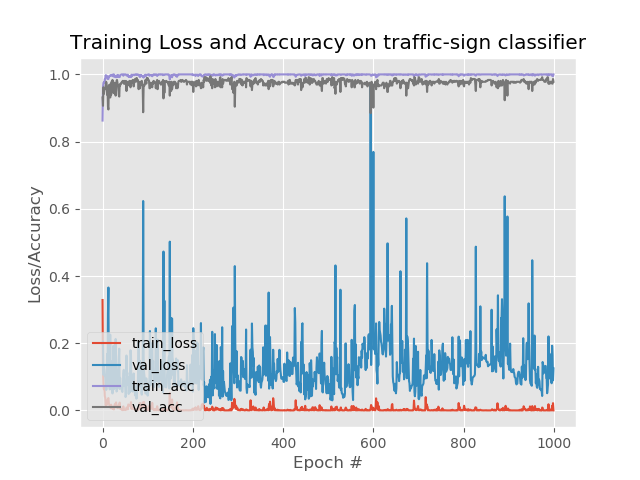 Training Loss and Accuracy on traffic-sign classifier
1.0
0.8
0.6
0.4
0.2
0.0
Loss/Accuracy
train_loss
val_loss
train_acc
val_acc
0 200 400 600 800 1000
Epoch #